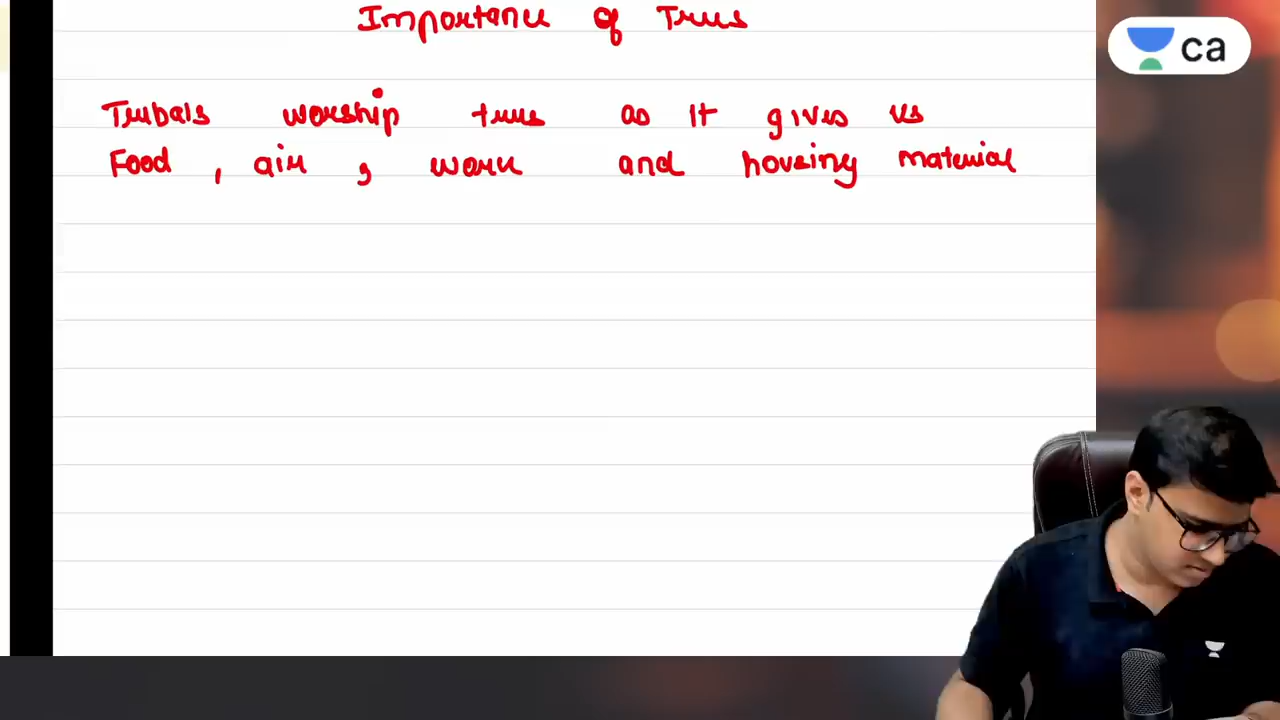 Importance of Trees
ca
Tribals worship trees as it gives us
Food, air, work and housing material